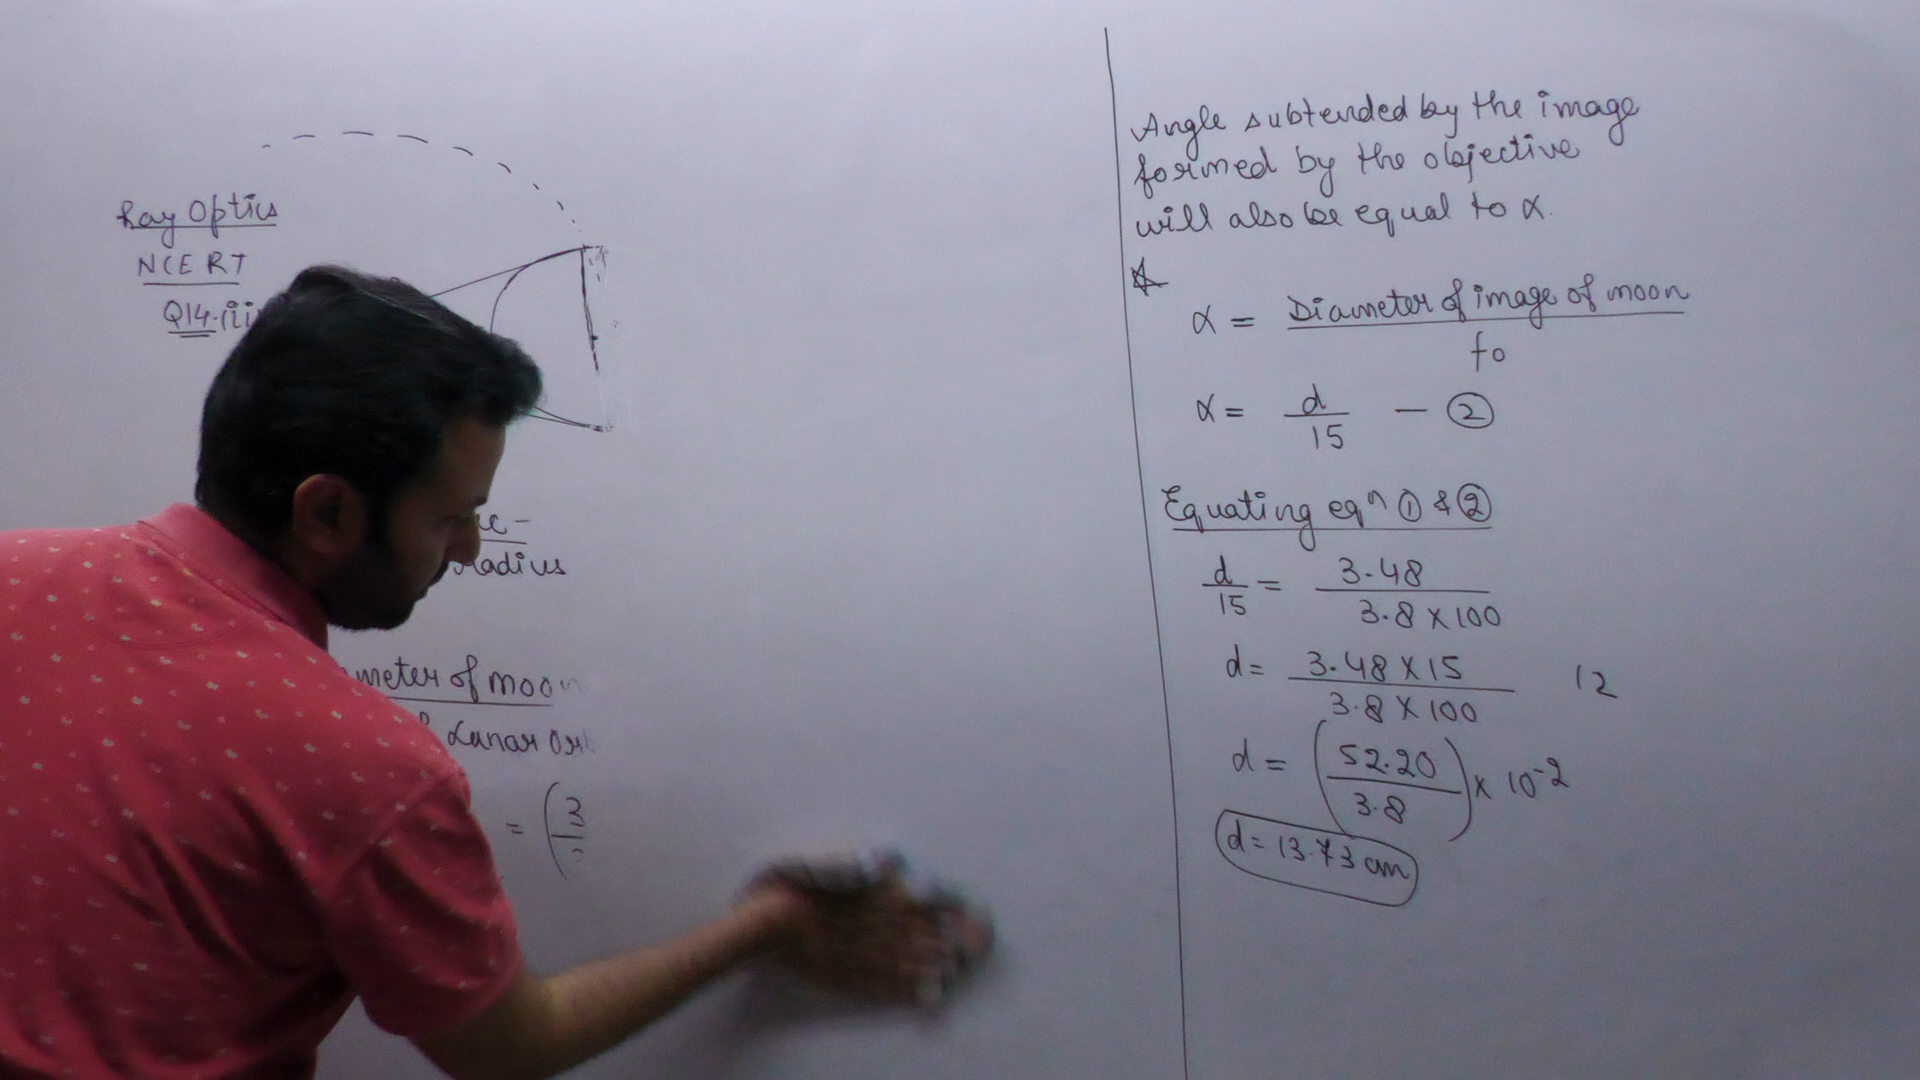 Ray Optics
NCERT
Q14.(ii
Radius
meter of moon
Lunar Or
= (3
Angle subtended by the image
formed by the objective
will also be equal to α.
α = Diameter of image of moon
fo
α = d/15 — ②
Equating eqⁿ ① & ②
d/15 = 3.48/3.8 × 100
d = 3.48 × 15/3.8 × 100 12
d = (52.20/3.8) × 10⁻²
d = 13.73 cm